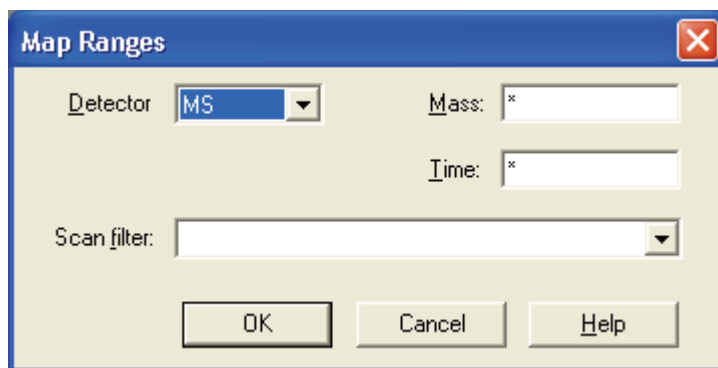 Map Ranges
Detector MS Mass: *
Time: *
Scan filter:
OK Cancel Help